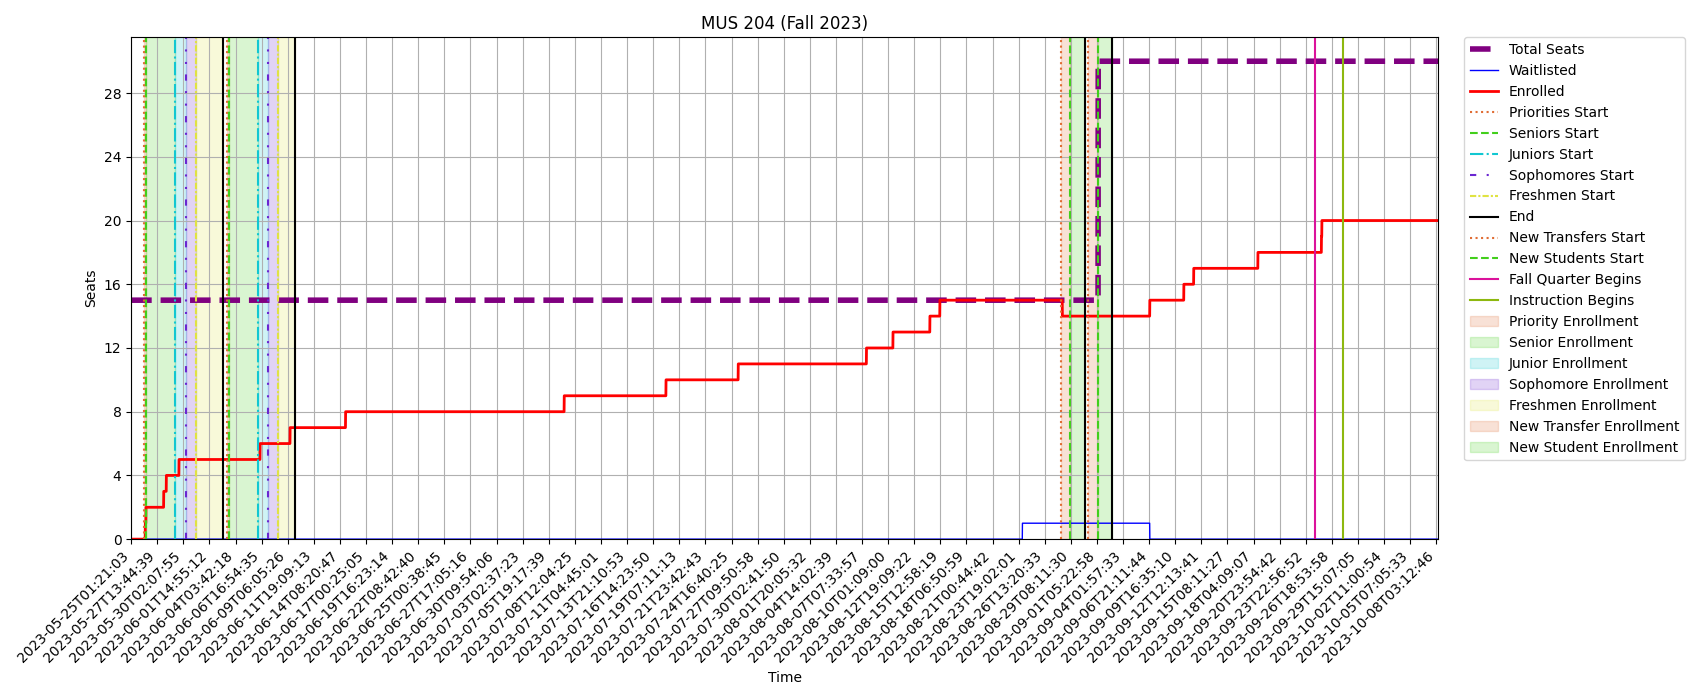 MUS 204 (Fall 2023)
Seats
28
24
20
16
12
8
4
0
2023-05-25T01:21:03
2023-05-27T13:44:39
2023-05-30T02:07:55
2023-06-01T14:55:12
2023-06-04T03:42:18
2023-06-06T16:54:35
2023-06-09T06:05:26
2023-06-11T19:09:13
2023-06-14T08:20:47
2023-06-17T00:25:05
2023-06-19T16:23:14
2023-06-22T08:42:40
2023-06-25T00:38:45
2023-06-27T17:05:16
2023-06-30T09:54:06
2023-07-03T02:37:23
2023-07-05T19:17:39
2023-07-08T12:04:25
2023-07-11T04:45:01
2023-07-13T21:10:53
2023-07-16T14:23:50
2023-07-19T07:11:13
2023-07-21T23:42:43
2023-07-24T16:40:25
2023-07-27T09:50:58
2023-07-30T02:41:50
2023-08-01T20:05:32
2023-08-04T14:02:39
2023-08-07T07:33:57
2023-08-10T01:09:00
2023-08-12T19:09:22
2023-08-15T12:58:19
2023-08-18T06:50:59
2023-08-21T00:44:42
2023-08-23T19:02:01
2023-08-26T13:20:33
2023-08-29T08:11:30
2023-09-01T05:22:58
2023-09-04T01:57:33
2023-09-06T21:11:44
2023-09-09T16:35:10
2023-09-12T12:13:41
2023-09-15T08:11:27
2023-09-18T04:09:07
2023-09-20T23:54:42
2023-09-23T22:56:52
2023-09-26T18:53:58
2023-09-29T15:07:05
2023-10-02T11:00:54
2023-10-05T07:05:33
2023-10-08T03:12:46
Time
Total Seats
Waitlisted
Enrolled
Priorities Start
Seniors Start
Juniors Start
Sophomores Start
Freshmen Start
End
New Transfers Start
New Students Start
Fall Quarter Begins
Instruction Begins
Priority Enrollment
Senior Enrollment
Junior Enrollment
Sophomore Enrollment
Freshmen Enrollment
New Transfer Enrollment
New Student Enrollment